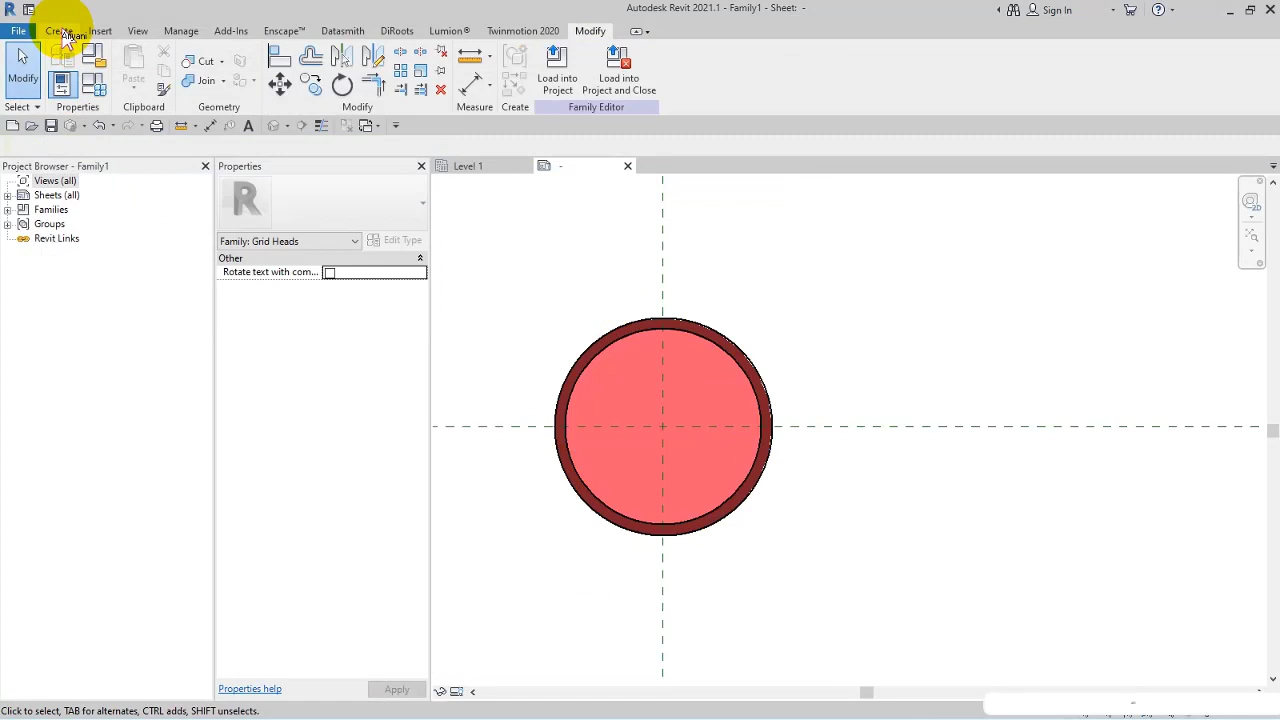 Autodesk Revit 2021.1 - Family1 - Sheet: -
Sign In
File Create Insert View Manage Add-Ins Enscape™ Datasmith DiRoots Lumion® Twinmotion 2020 Modify
Modify
Paste
Cut
Join
Load into
Project
Load into
Project and Close
Select Properties Clipboard Geometry Modify Measure Create Family Editor
Project Browser - Family1
Views (all)
Sheets (all)
Families
Groups
Revit Links
Properties
Family: Grid Heads
Edit Type
Other
Rotate text with com...
Properties help
Apply
Level 1
-
2D
Click to select, TAB for alternates, CTRL adds, SHIFT unselects.